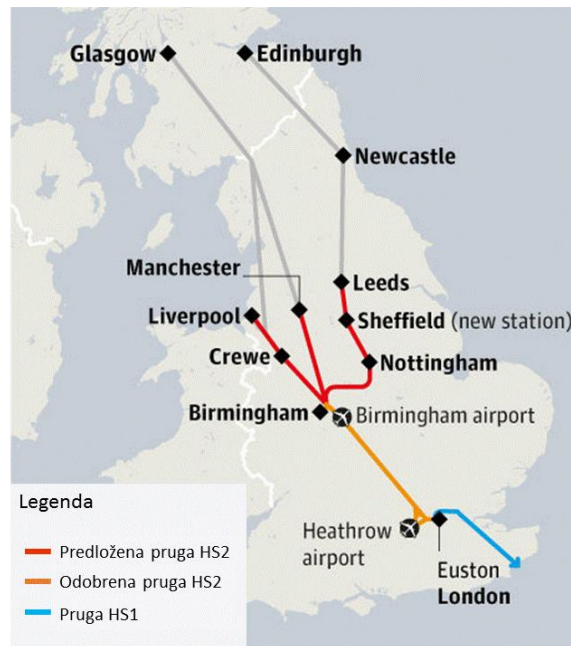 Glasgow
Edinburgh
Newcastle
Manchester
Leeds
Liverpool
Sheffield (new station)
Crewe
Nottingham
Birmingham
Birmingham airport
Heathrow
airport
Euston
London
Legenda
Predložena pruga HS2
Odobrena pruga HS2
Pruga HS1